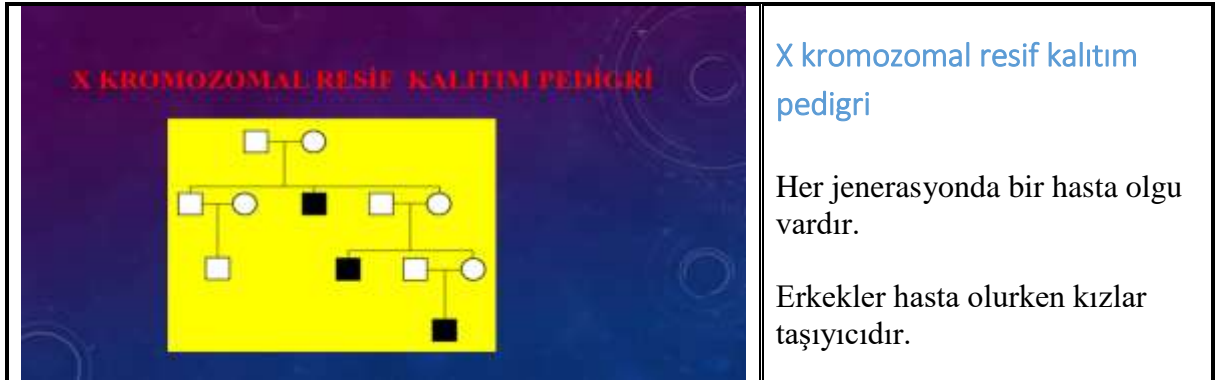 X KROMOZOMAL RESİF KALITIM PEDİGRİ
X kromozomal resif kalıtım
pedigri
Her jenerasyonda bir hasta olgu
vardır.
Erkekler hasta olurken kızlar
taşıyıcıdır.